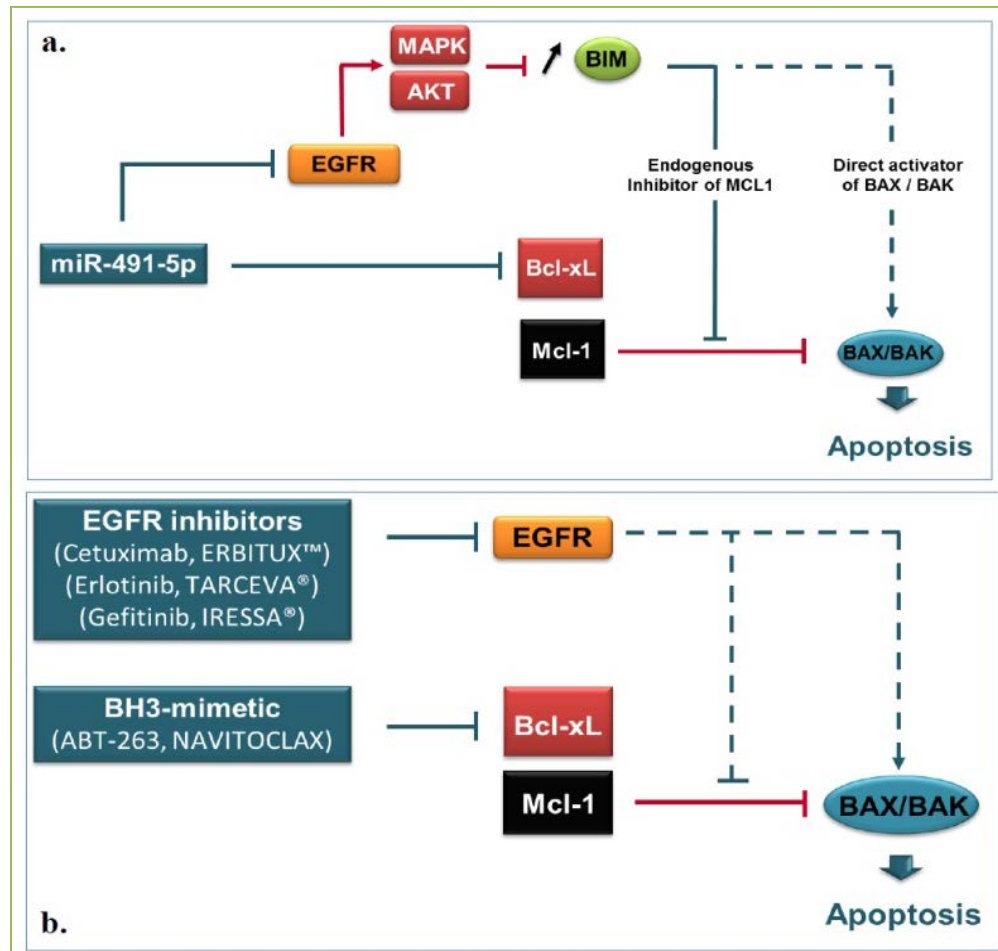 a.
MAPK
AKT
BIM
EGFR
Endogenous
Inhibitor of MCL1
Direct activator
of BAX / BAK
miR-491-5p
Bcl-xL
Mcl-1
BAX/BAK
Apoptosis
EGFR inhibitors
(Cetuximab, ERBITUX™)
(Erlotinib, TARCEVA®)
(Gefitinib, IRESSA®)
EGFR
BH3-mimetic
(ABT-263, NAVITOCLAX)
Bcl-xL
Mcl-1
BAX/BAK
Apoptosis
b.